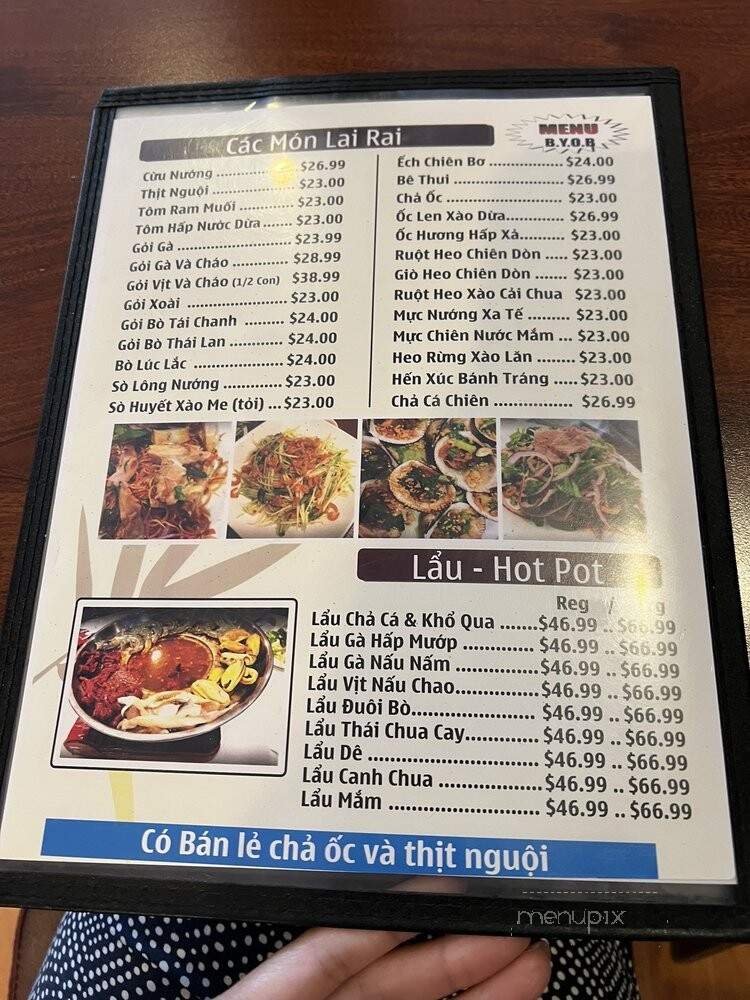 Các Món Lai Rai
MENU
B.Y.O.B
Cừu Nướng ............... $26.99
Thịt Nguội ................ $23.00
Tôm Ram Muối ........... $23.00
Tôm Hấp Nước Dừa ....... $23.00
Gỏi Gà ........................ $23.99
Gỏi Gà Và Cháo ............. $28.99
Gỏi Vịt Và Cháo (1/2 Con) $38.99
Gỏi Xoài ..................... $23.00
Gỏi Bò Tái Chanh ......... $24.00
Gỏi Bò Thái Lan ............ $24.00
Bò Lúc Lắc ................... $24.00
Sò Lông Nướng ............. $23.00
Sò Huyết Xào Me (tỏi) ... $23.00
Ếch Chiên Bơ ............... $24.00
Bê Thui ...................... $26.99
Chả Ốc ........................ $23.00
Ốc Len Xào Dừa............ $26.99
Ốc Hương Hấp Xả.......... $23.00
Ruột Heo Chiên Dòn ..... $23.00
Giò Heo Chiên Dòn ....... $23.00
Ruột Heo Xào Cải Chua $23.00
Mực Nướng Xa Tế ......... $23.00
Mực Chiên Nước Mắm ... $23.00
Heo Rừng Xào Lăn ........ $23.00
Hến Xúc Bánh Tráng ..... $23.00
Chả Cá Chiên ................ $26.99
Lẩu - Hot Pot
Reg /
Lẩu Chả Cá & Khổ Qua ....... $46.99 .. $66.99
Lẩu Gà Hấp Mướp ............. $46.99 .. $66.99
Lẩu Gà Nấu Nấm ............... $46.99 .. $66.99
Lẩu Vịt Nấu Chao............... $46.99 .. $66.99
Lẩu Đuôi Bò...................... $46.99 .. $66.99
Lẩu Thái Chua Cay............. $46.99 .. $66.99
Lẩu Dê ............................. $46.99 .. $66.99
Lẩu Canh Chua .................. $46.99 .. $66.99
Lẩu Mắm .......................... $46.99 .. $66.99
Có Bán lẻ chả ốc và thịt nguội
menupix